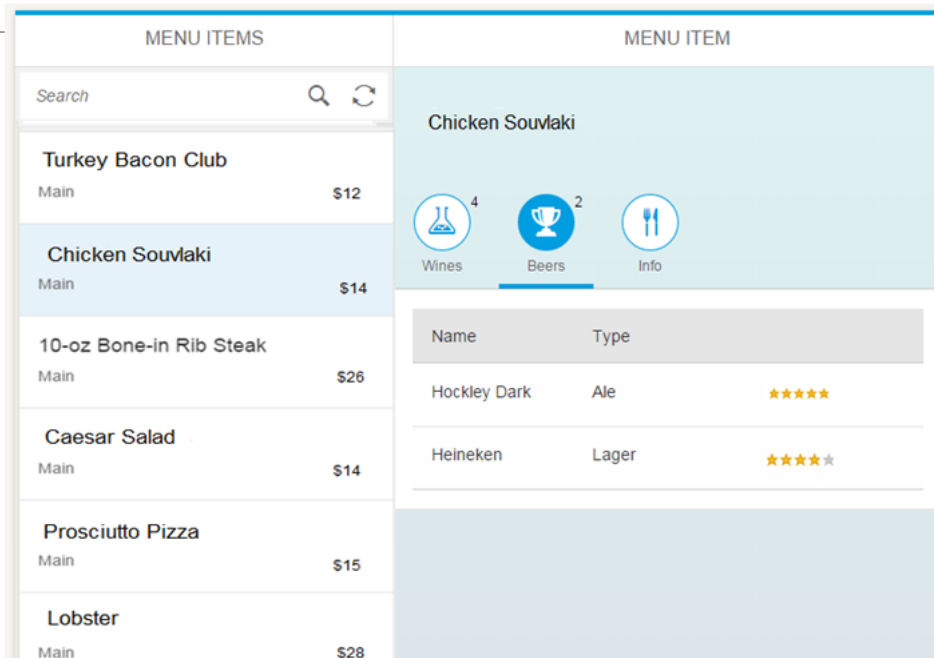 MENU ITEMS
MENU ITEM
Search
Chicken Souvlaki
Turkey Bacon Club
Main
$12
4
2
Wines
Beers
Info
Chicken Souvlaki
Main
$14
Name Type
10-oz Bone-in Rib Steak
Main
$26
Hockley Dark Ale
Heineken Lager
Caesar Salad
Main
$14
Prosciutto Pizza
Main
$15
Lobster
Main
$28